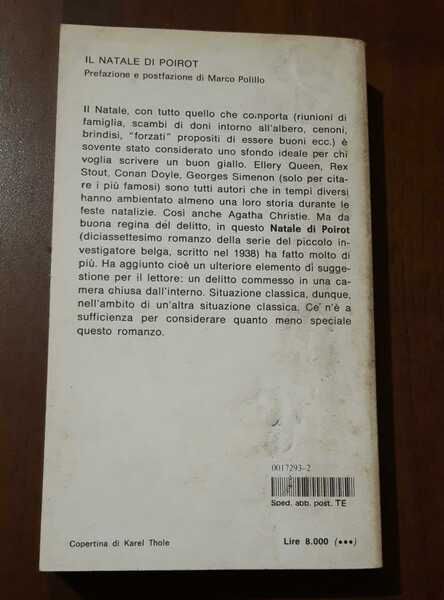 IL NATALE DI POIROT
Prefazione e postfazione di Marco Polillo
Il Natale, con tutto quello che comporta (riunioni di
famiglia, scambi di doni intorno all'albero, cenoni,
brindisi, "forzati" propositi di essere buoni ecc.) è
sovente stato considerato uno sfondo ideale per chi
voglia scrivere un buon giallo. Ellery Queen, Rex
Stout, Conan Doyle, Georges Simenon (solo per cita-
re i più famosi) sono tutti autori che in tempi diversi
hanno ambientato almeno una loro storia durante le
feste natalizie. Così anche Agatha Christie. Ma da
buona regina del delitto, in questo Natale di Poirot
(diciassettesimo romanzo della serie del piccolo in-
vestigatore belga, scritto nel 1938) ha fatto molto di
più. Ha aggiunto cioè un ulteriore elemento di sugge-
stione per il lettore: un delitto commesso in una ca-
mera chiusa dall'interno. Situazione classica, dunque,
nell'ambito di un'altra situazione classica. Ce' n'è a
sufficienza per considerare quanto meno speciale
questo romanzo.
0017293-2
Sped. abb. post. TE
Copertina di Karel Thole
Lire 8.000 (•••)